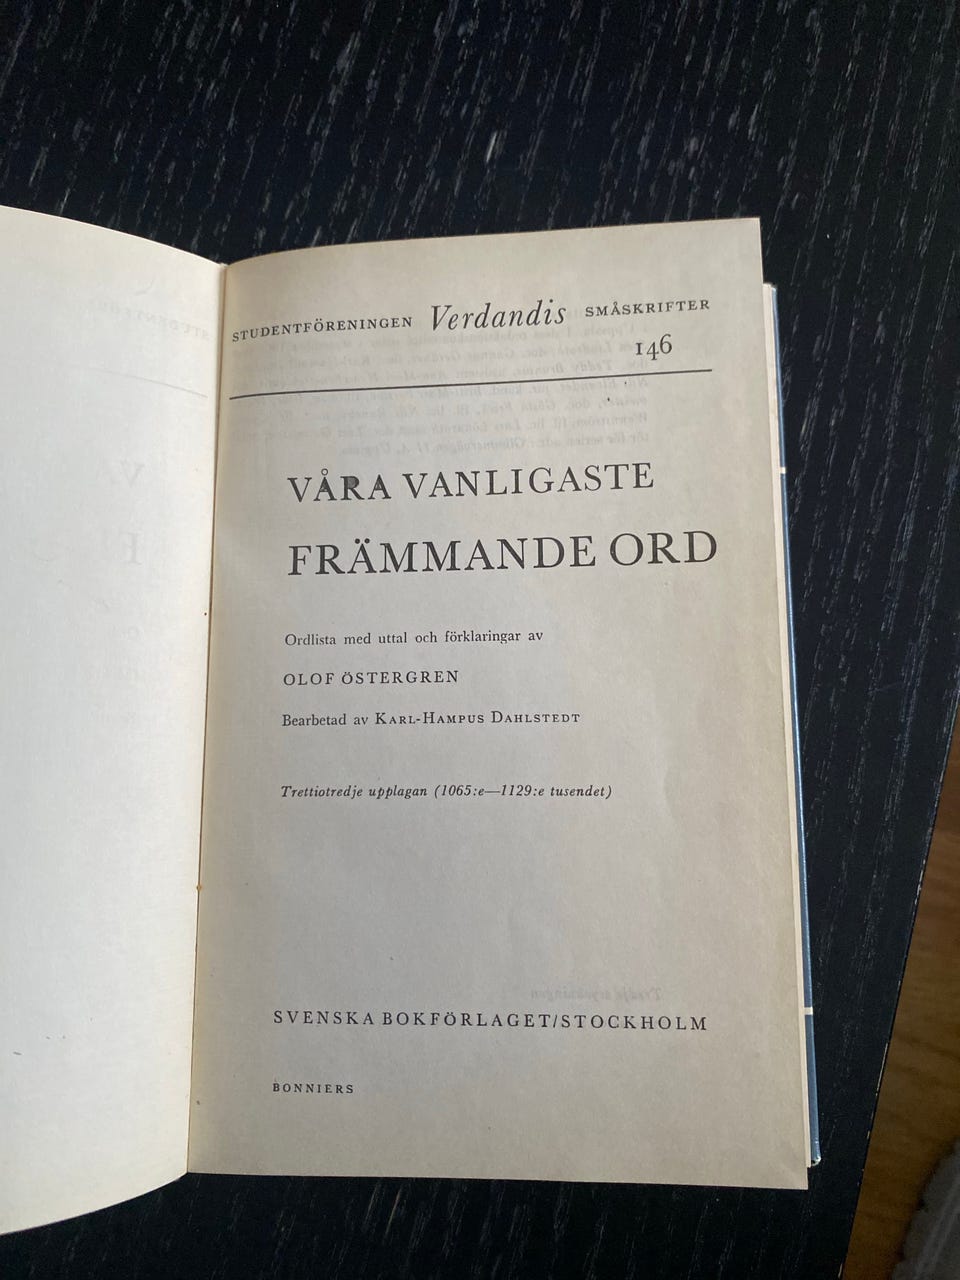 STUDENTFÖRENINGEN Verdandis SMÅSKRIFTER
146
VÅRA VANLIGASTE
FRÄMMANDE ORD
Ordlista med uttal och förklaringar av
OLOF ÖSTERGREN
Bearbetad av KARL-HAMPUS DAHLSTEDT
Trettiotredje upplagan (1065:e—1129:e tusendet)
SVENSKA BOKFÖRLAGET/STOCKHOLM
BONNIERS